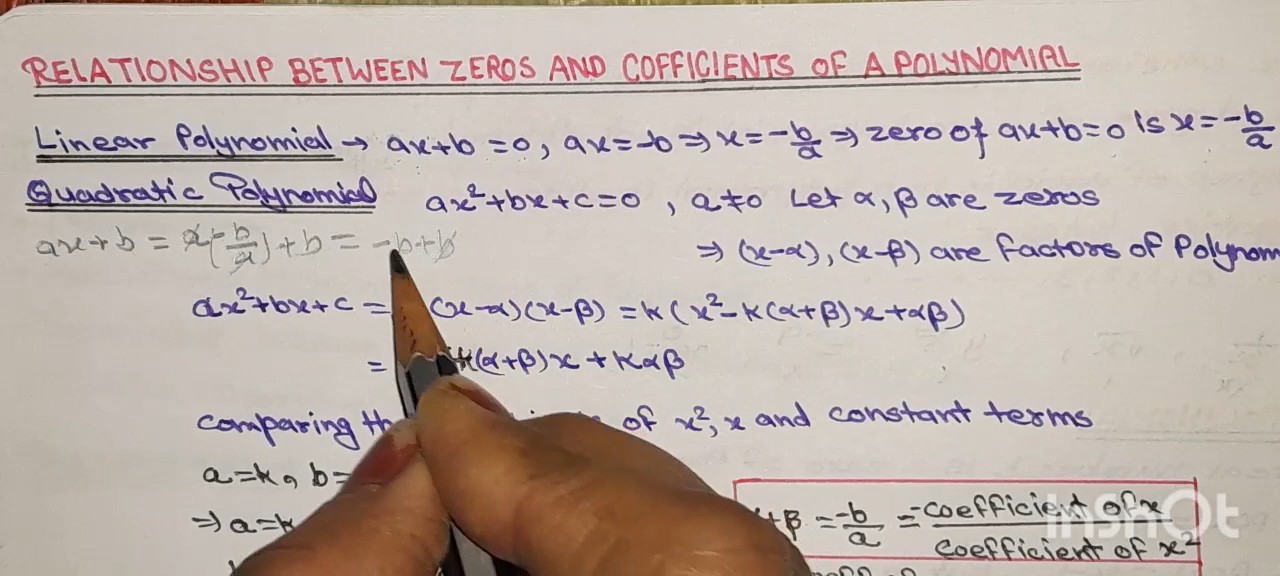 RELATIONSHIP BETWEEN ZEROS AND COFFICIENTS OF A POLYNOMIAL
Linear Polynomial → ax+b=0, ax=-b ⇒ x=-b/a ⇒ zero of ax+b=0 is x=-b/a
Quadratic Polynomial ax²+bx+c=0, a≠0 Let α, β are zeros
ax+b = a(-b/a)+b = -b+b ⇒ (x-α), (x-β) are factors of Polynom
ax²+bx+c = (x-α)(x-β) = k(x²-k(α+β)x+αβ)
= k(α+β)x + kαβ
comparing of x², x and constant terms
a=k, b=
⇒ a=k
β = -b/a = -coefficient of x/coefficient of x²
InShOt